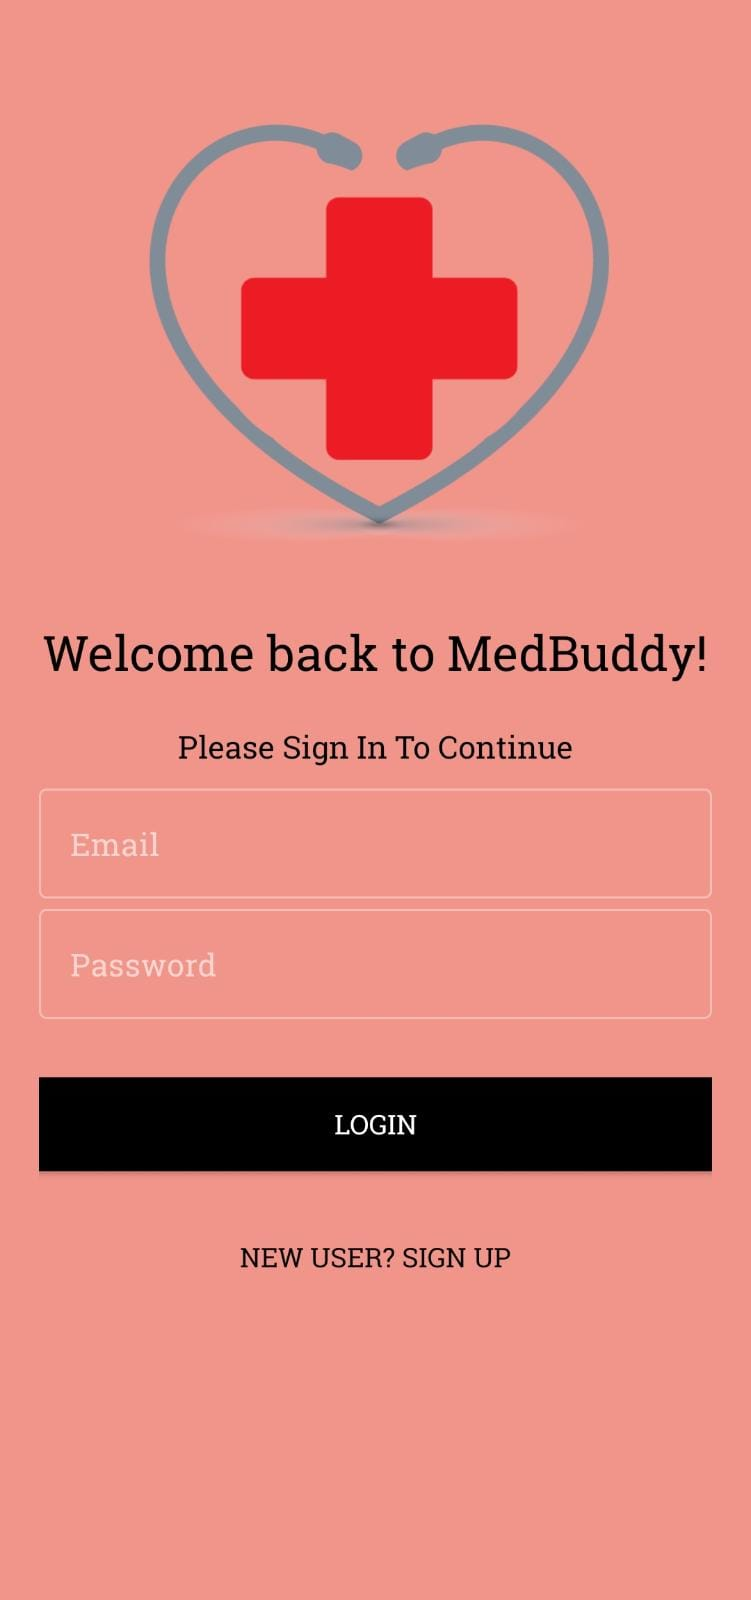 Welcome back to MedBuddy!
Please Sign In To Continue
Email
Password
LOGIN
NEW USER? SIGN UP